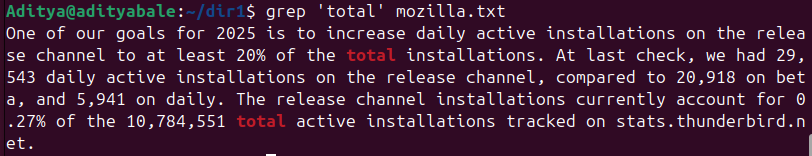 Aditya@adityabale:~/dir1$ grep 'total' mozilla.txt
One of our goals for 2025 is to increase daily active installations on the relea
se channel to at least 20% of the total installations. At last check, we had 29,
543 daily active installations on the release channel, compared to 20,918 on bet
a, and 5,941 on daily. The release channel installations currently account for 0
.27% of the 10,784,551 total active installations tracked on stats.thunderbird.n
et.